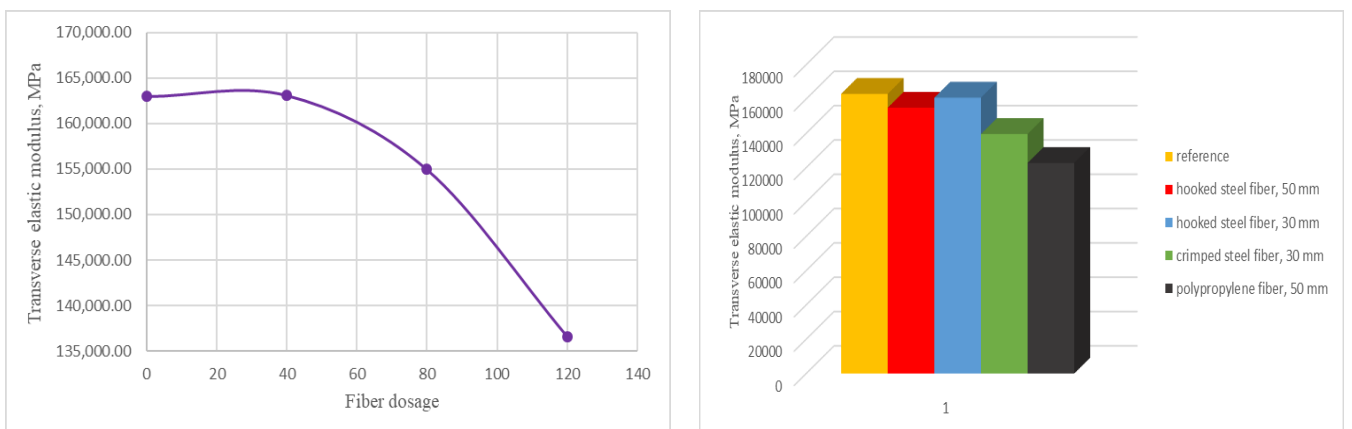 Transverse elastic modulus, MPa
170,000.00
165,000.00
160,000.00
155,000.00
150,000.00
145,000.00
140,000.00
135,000.00
0 20 40 60 80 100 120 140
Fiber dosage
Transverse elastic modulus, MPa
180000
160000
140000
120000
100000
80000
60000
40000
20000
0
1
reference
hooked steel fiber, 50 mm
hooked steel fiber, 30 mm
crimped steel fiber, 30 mm
polypropylene fiber, 50 mm